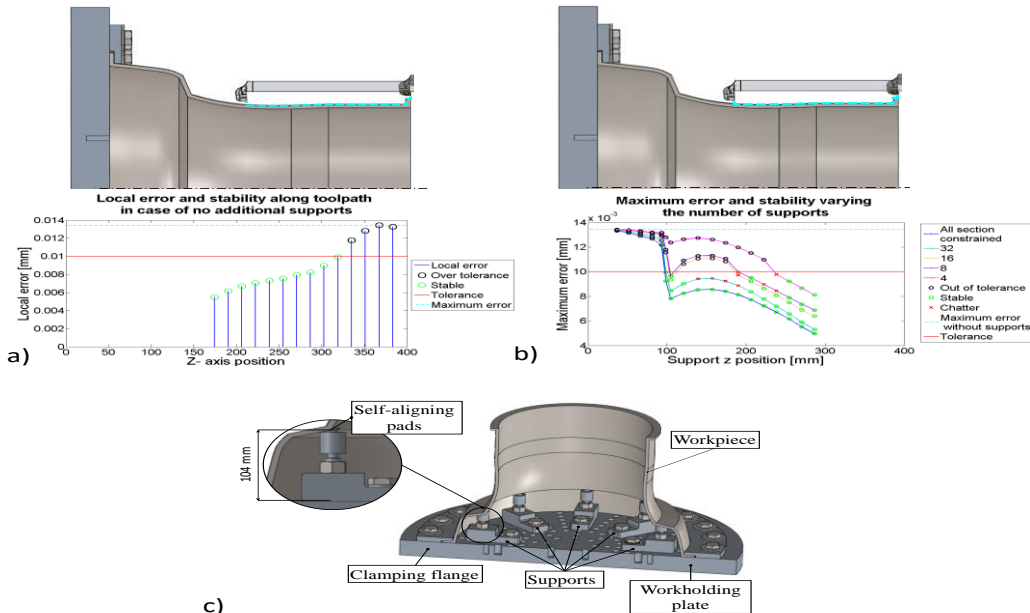 Local error and stability along toolpath
in case of no additional supports
0.014
0.012
0.01
0.008
0.006
0.004
0.002
0
Local error [mm]
0 50 100 150 200 250 300 350 400
Z- axis position
Local error
Over tolerance
Stable
Tolerance
Maximum error
a)
Maximum error and stability varying
the number of supports
x 10⁻³
14
12
10
8
6
4
Maximum error [mm]
0 100 200 300 400
Support z position [mm]
All section
constrained
32
16
8
4
Out of tolerance
Stable
Chatter
Maximum error
without supports
Tolerance
b)
Self-aligning
pads
104 mm
Workpiece
Clamping flange
Supports
Workholding
plate
c)